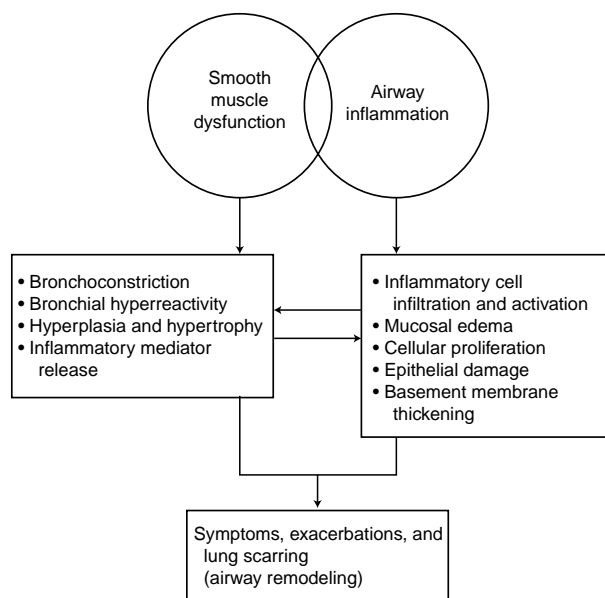 Smooth
muscle
dysfunction
Airway
inflammation
• Bronchoconstriction
• Bronchial hyperreactivity
• Hyperplasia and hypertrophy
• Inflammatory mediator
release
• Inflammatory cell
infiltration and activation
• Mucosal edema
• Cellular proliferation
• Epithelial damage
• Basement membrane
thickening
Symptoms, exacerbations, and
lung scarring
(airway remodeling)